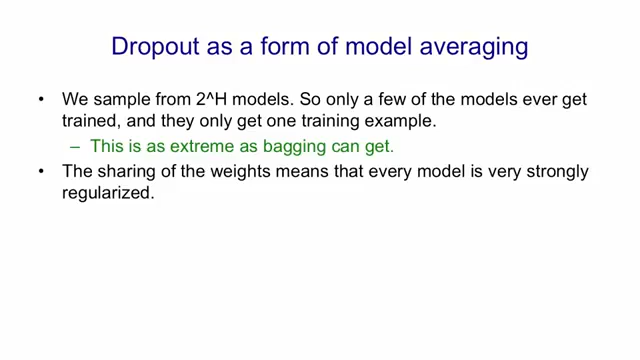 Dropout as a form of model averaging
• We sample from 2^H models. So only a few of the models ever get
trained, and they only get one training example.
– This is as extreme as bagging can get.
• The sharing of the weights means that every model is very strongly
regularized.